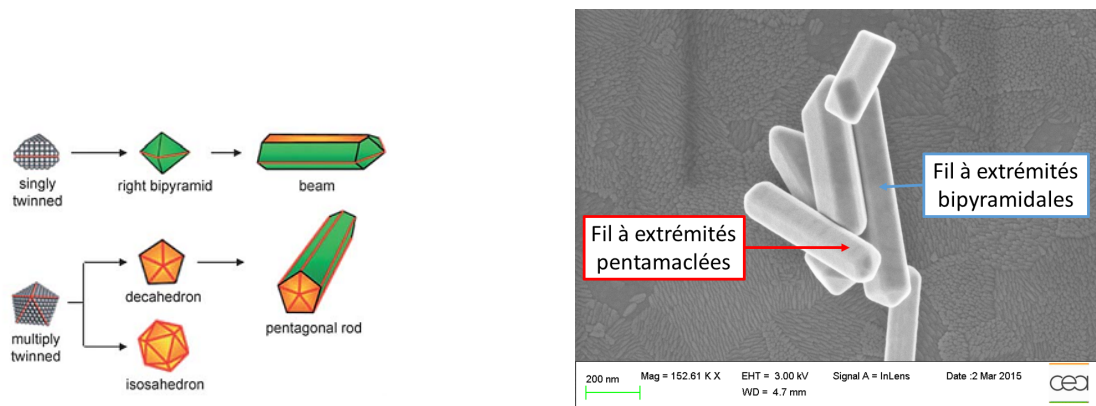 singly
twinned
right bipyramid
beam
multiply
twinned
decahedron
isosahedron
pentagonal rod
Fil à extrémités
bipyramidales
Fil à extrémités
pentamaclées
200 nm
Mag = 152.61 K X
EHT = 3.00 kV
WD = 4.7 mm
Signal A = InLens
Date :2 Mar 2015
cea